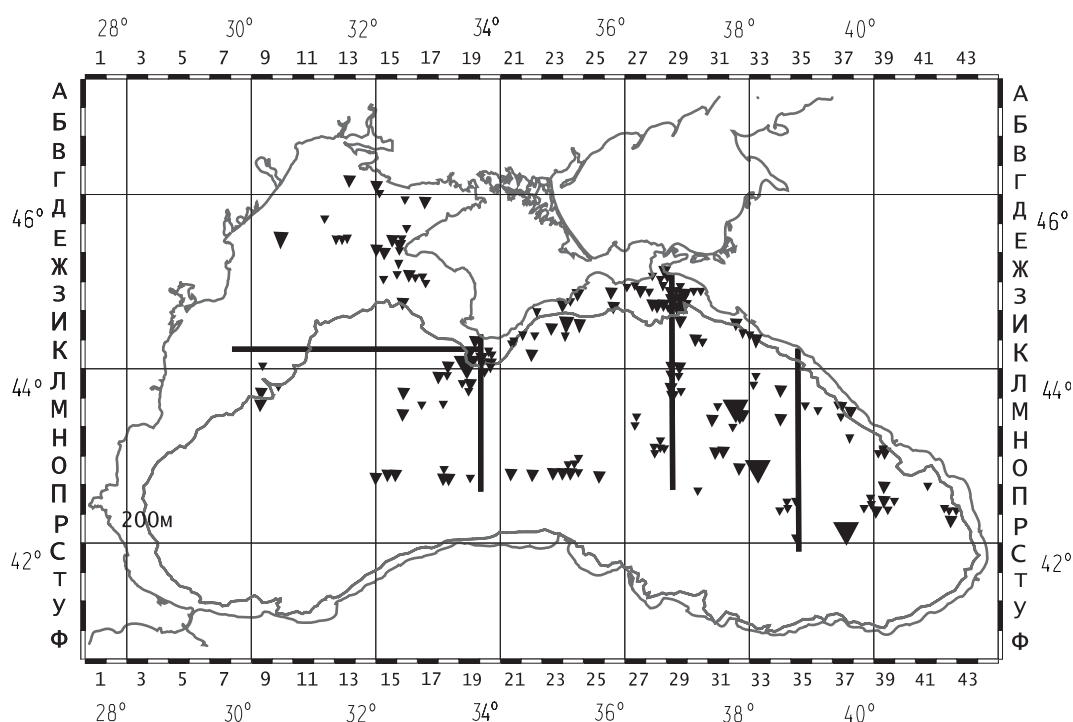 28° 30° 32° 34° 36° 38° 40°
1 3 5 7 9 11 13 15 17 19 21 23 25 27 29 31 33 35 37 39 41 43
А А
Б Б
В В
Г Г
46° Д Д 46°
Е Е
Ж Ж
З З
И И
К К
44° Л Л 44°
М М
Н Н
О О
П П
Р 200м Р
42° С С 42°
Т Т
У У
Ф Ф
1 3 5 7 9 11 13 15 17 19 21 23 25 27 29 31 33 35 37 39 41 43
28° 30° 32° 34° 36° 38° 40°